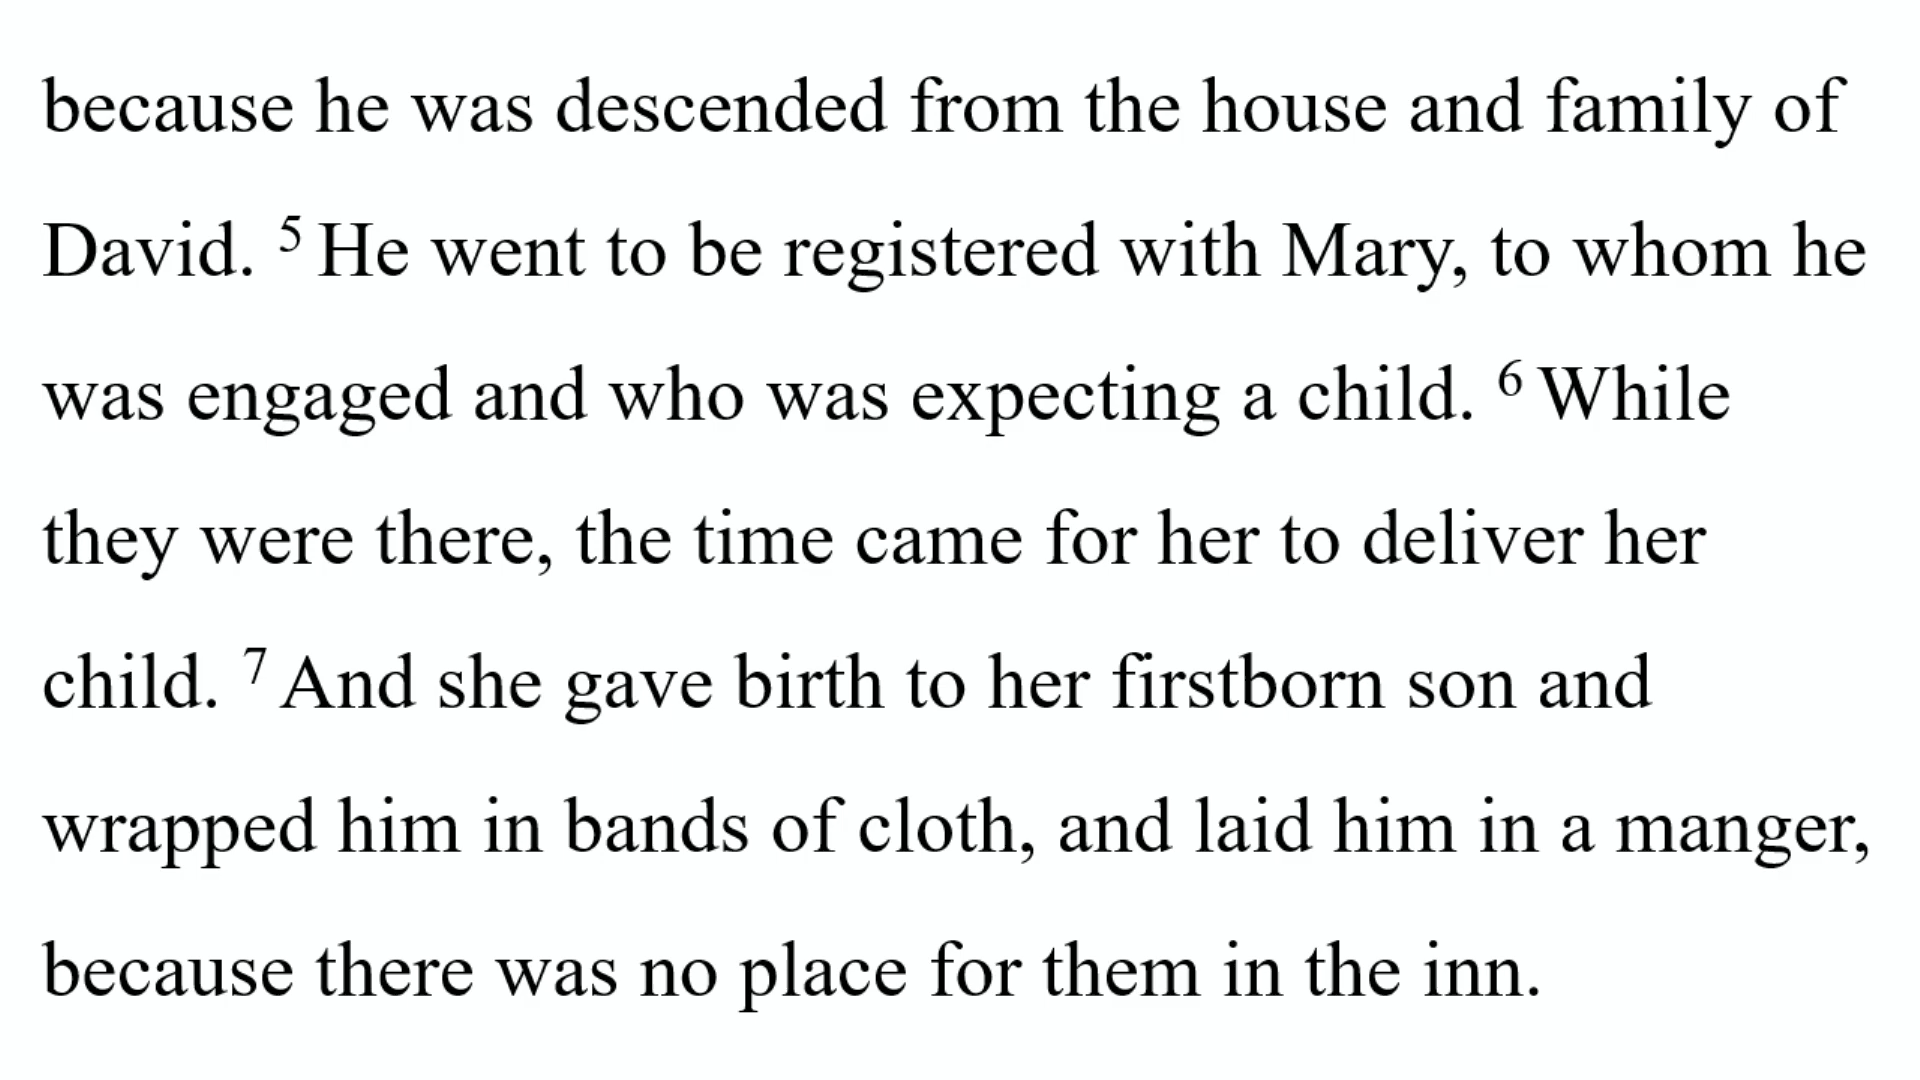 because he was descended from the house and family of
David. 5 He went to be registered with Mary, to whom he
was engaged and who was expecting a child. 6 While
they were there, the time came for her to deliver her
child. 7 And she gave birth to her firstborn son and
wrapped him in bands of cloth, and laid him in a manger,
because there was no place for them in the inn.